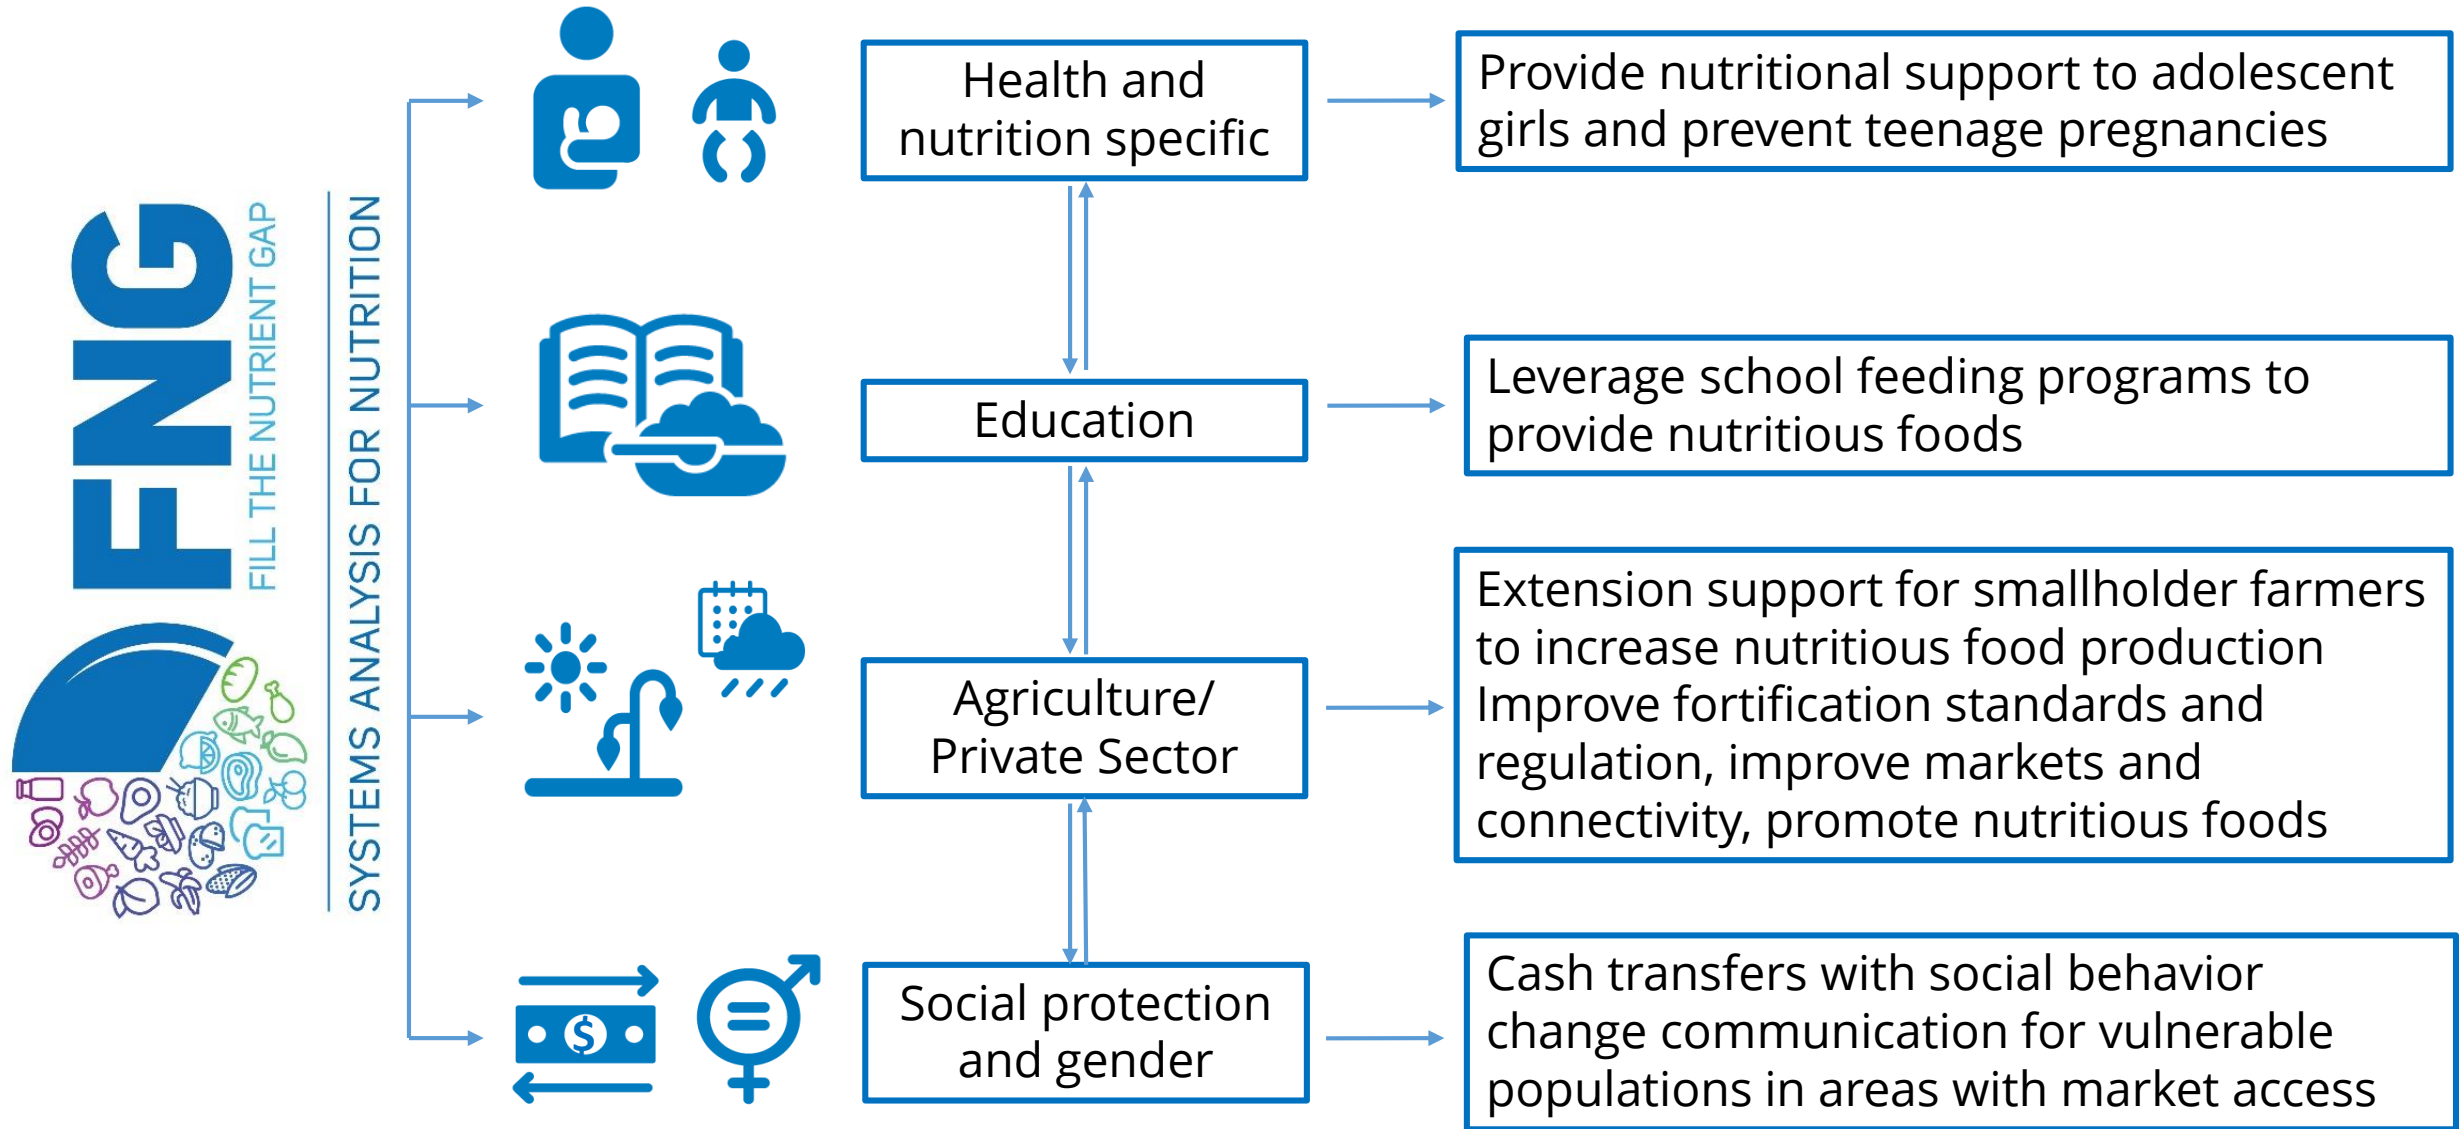 FNG
FILL THE NUTRIENT GAP
SYSTEMS ANALYSIS FOR NUTRITION
Health and
nutrition specific
Provide nutritional support to adolescent
girls and prevent teenage pregnancies
Education
Leverage school feeding programs to
provide nutritious foods
Agriculture/
Private Sector
Extension support for smallholder farmers
to increase nutritious food production
Improve fortification standards and
regulation, improve markets and
connectivity, promote nutritious foods
$
Social protection
and gender
Cash transfers with social behavior
change communication for vulnerable
populations in areas with market access